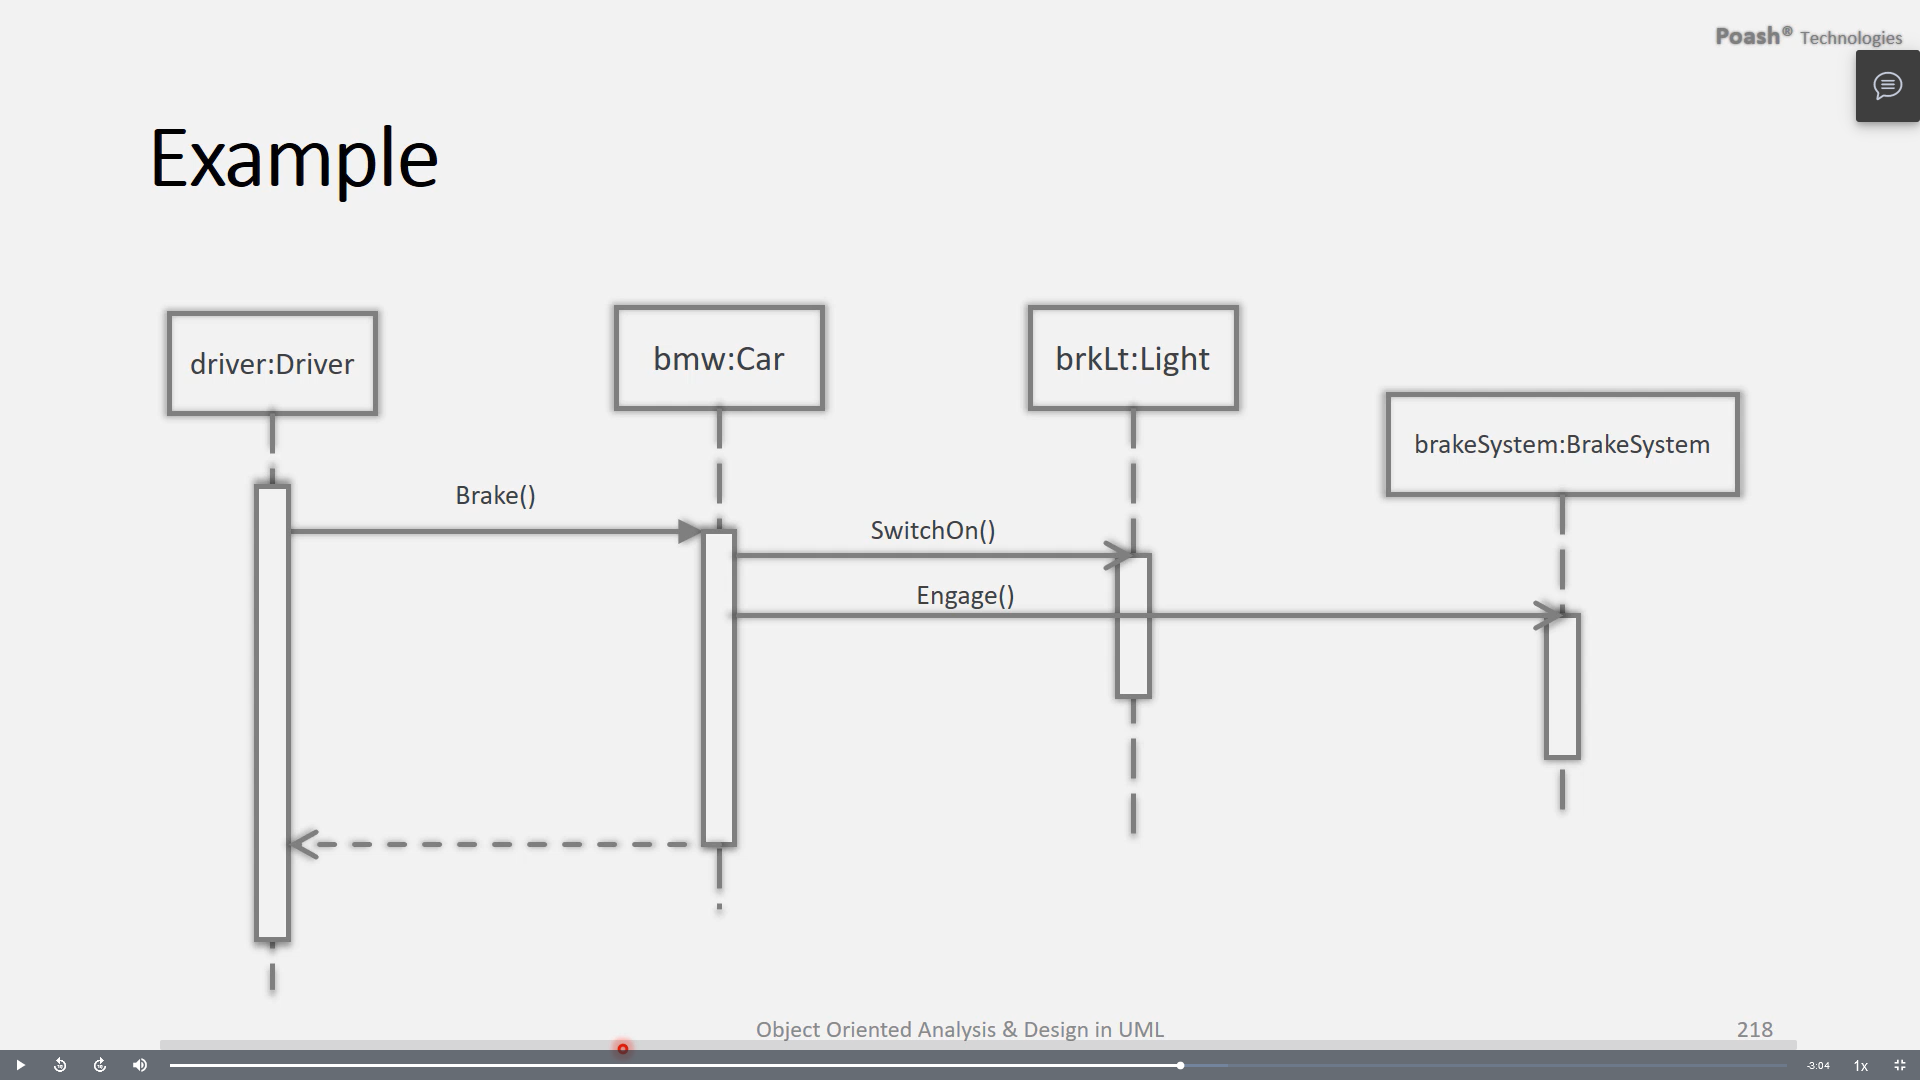 Poash® Technologies
Example
driver:Driver
bmw:Car
brkLt:Light
brakeSystem:BrakeSystem
Brake()
SwitchOn()
Engage()
Object Oriented Analysis & Design in UML
218
-3:04
1x